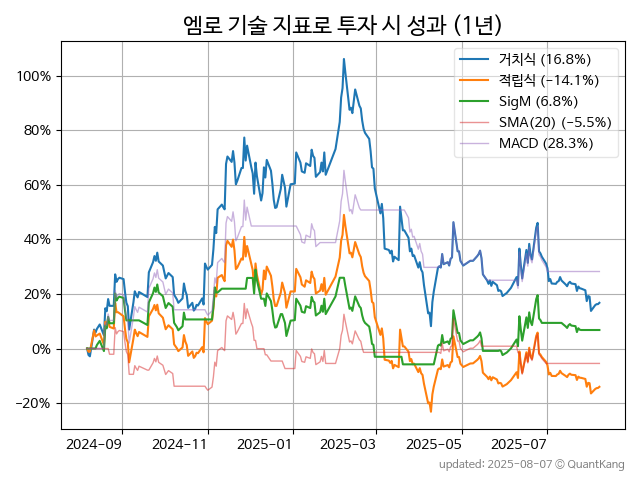 엠로 기술 지표로 투자 시 성과 (1년)
거치식 (16.8%)
적립식 (−14.1%)
SigM (6.8%)
SMA(20) (−5.5%)
MACD (28.3%)
100%
80%
60%
40%
20%
0%
−20%
2024−09 2024−11 2025−01 2025−03 2025−05 2025−07
updated: 2025-08-07 © QuantKang